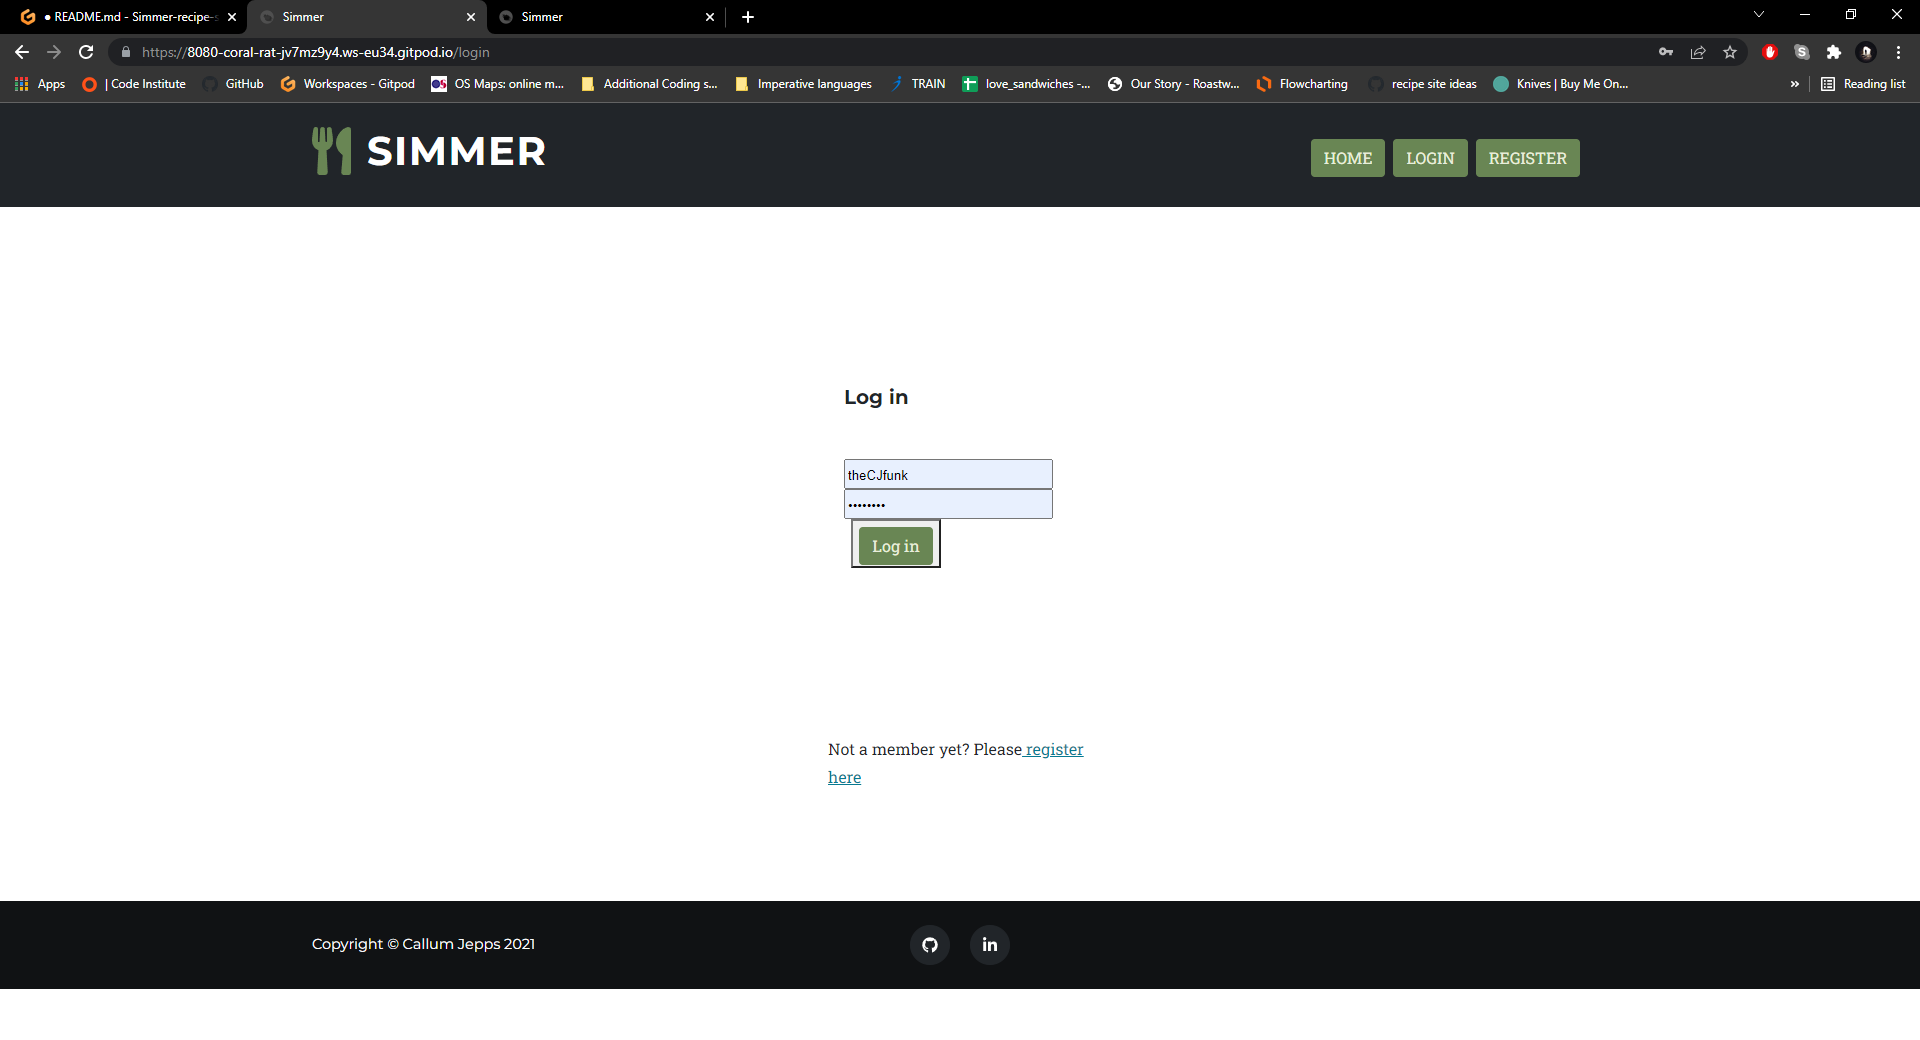 ● README.md - Simmer-recipe-s
Simmer
Simmer
https://8080-coral-rat-jv7mz9y4.ws-eu34.gitpod.io/login
Apps
| Code Institute
GitHub
Workspaces - Gitpod
OS Maps: online m...
Additional Coding s...
Imperative languages
TRAIN
love_sandwiches -...
Our Story - Roastw...
Flowcharting
recipe site ideas
Knives | Buy Me On...
»
Reading list
SIMMER
HOME
LOGIN
REGISTER
Log in
theCJfunk
••••••••
Log in
Not a member yet? Please register
here
Copyright © Callum Jepps 2021
in